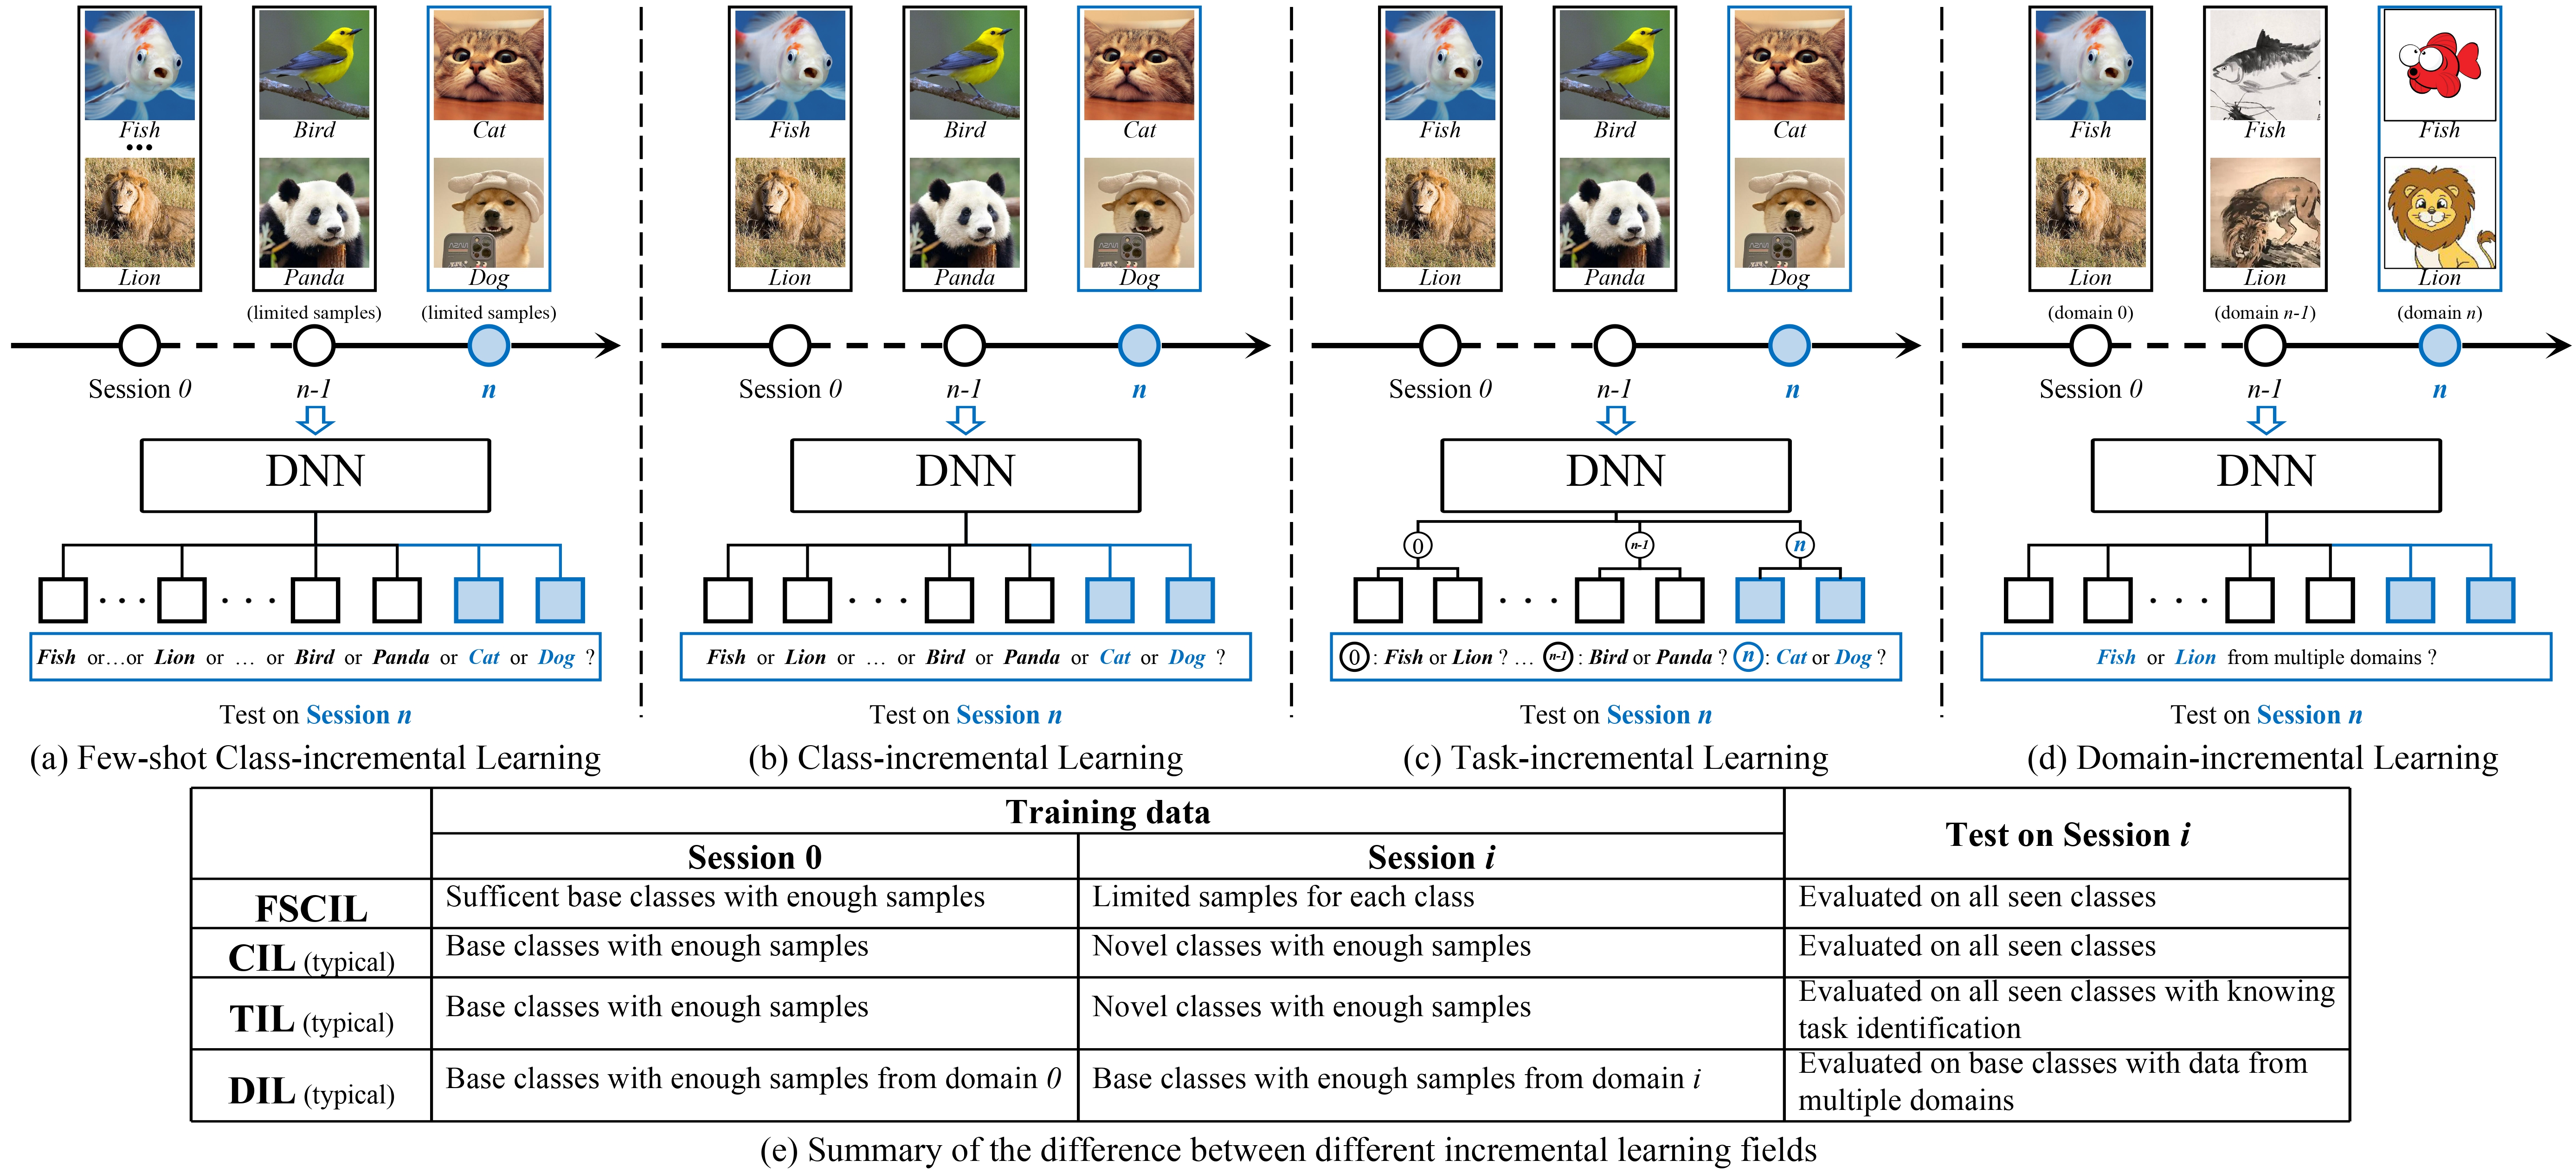 Fish
•••
Lion
Bird
Panda
(limited samples)
Cat
Dog
(limited samples)
Session 0
n-1
n
DNN
Fish or...or Lion or ... or Bird or Panda or Cat or Dog ?
Test on Session n
(a) Few-shot Class-incremental Learning
Fish
Lion
Bird
Panda
Cat
Dog
Session 0
n-1
n
DNN
Fish or Lion or ... or Bird or Panda or Cat or Dog ?
Test on Session n
(b) Class-incremental Learning
Fish
Lion
Bird
Panda
Cat
Dog
Session 0
n-1
n
DNN
0 n-1 n
0 : Fish or Lion ? ... n-1 : Bird or Panda ? n : Cat or Dog ?
Test on Session n
(c) Task-incremental Learning
Fish
Lion
(domain 0)
Fish
Lion
(domain n-1)
Fish
Lion
(domain n)
Session 0
n-1
n
DNN
Fish or Lion from multiple domains ?
Test on Session n
(d) Domain-incremental Learning
Training data
Test on Session i
Session 0
Session i
FSCIL
Sufficent base classes with enough samples
Limited samples for each class
Evaluated on all seen classes
CIL (typical)
Base classes with enough samples
Novel classes with enough samples
Evaluated on all seen classes
TIL (typical)
Base classes with enough samples
Novel classes with enough samples
Evaluated on all seen classes with knowing
task identification
DIL (typical)
Base classes with enough samples from domain 0
Base classes with enough samples from domain i
Evaluated on base classes with data from
multiple domains
(e) Summary of the difference between different incremental learning fields